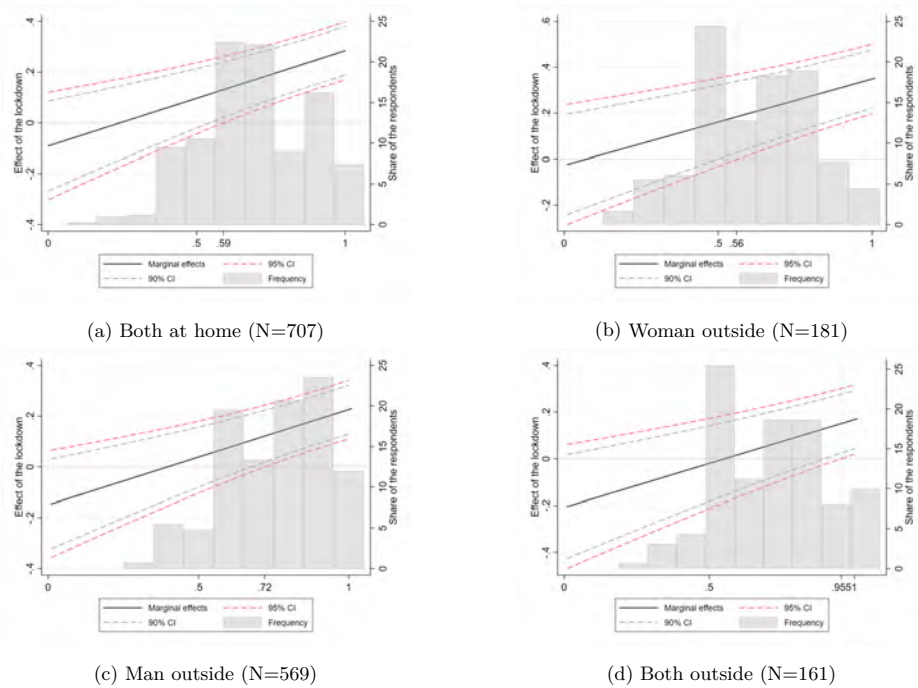 Effect of the lockdown
-.4 -.2 0 .2 .4
Share of the respondents
0 5 10 15 20 25
0 .5 .59 1
Marginal effects 95% CI
90% CI Frequency
(a) Both at home (N=707)
Effect of the lockdown
-.2 0 .2 .4 .6
Share of the respondents
0 5 10 15 20 25
0 .5 .56 1
Marginal effects 95% CI
90% CI Frequency
(b) Woman outside (N=181)
Effect of the lockdown
-.4 -.2 0 .2 .4
Share of the respondents
0 5 10 15 20 25
0 .5 .72 1
Marginal effects 95% CI
90% CI Frequency
(c) Man outside (N=569)
Effect of the lockdown
-.4 -.2 0 .2 .4
Share of the respondents
0 5 10 15 20 25
0 .5 .9551
Marginal effects 95% CI
90% CI Frequency
(d) Both outside (N=161)